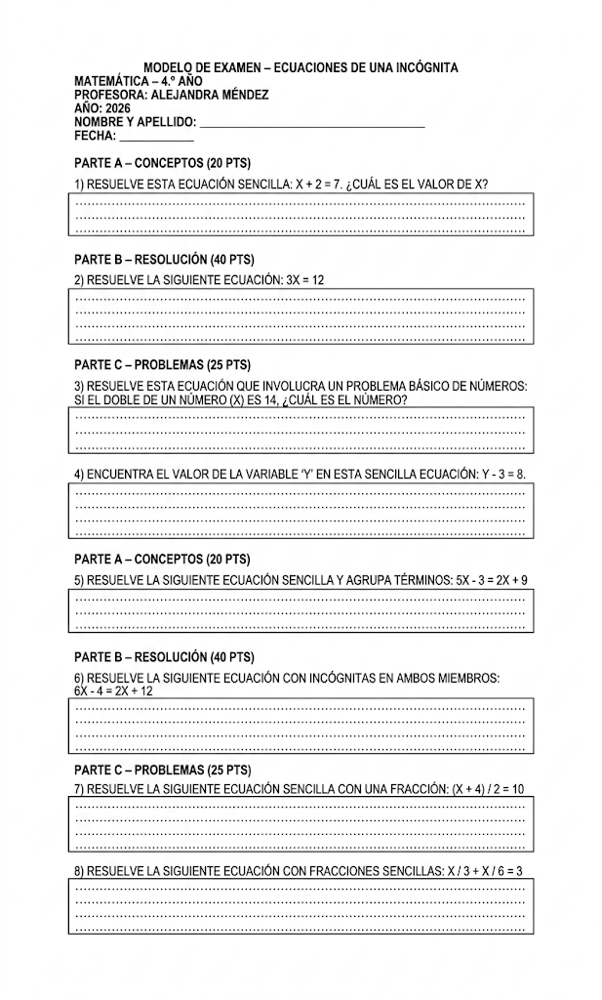 MODELO DE EXAMEN – ECUACIONES DE UNA INCÓGNITA
MATEMÁTICA – 4.º AÑO
PROFESORA: ALEJANDRA MÉNDEZ
AÑO: 2026
NOMBRE Y APELLIDO: ___________________________________
FECHA: ____________
PARTE A – CONCEPTOS (20 PTS)
1) RESUELVE ESTA ECUACIÓN SENCILLA: X + 2 = 7. ¿CUÁL ES EL VALOR DE X?
PARTE B – RESOLUCIÓN (40 PTS)
2) RESUELVE LA SIGUIENTE ECUACIÓN: 3X = 12
PARTE C – PROBLEMAS (25 PTS)
3) RESUELVE ESTA ECUACIÓN QUE INVOLUCRA UN PROBLEMA BÁSICO DE NÚMEROS:
SI EL DOBLE DE UN NÚMERO (X) ES 14, ¿CUÁL ES EL NÚMERO?
4) ENCUENTRA EL VALOR DE LA VARIABLE 'Y' EN ESTA SENCILLA ECUACIÓN: Y - 3 = 8.
PARTE A – CONCEPTOS (20 PTS)
5) RESUELVE LA SIGUIENTE ECUACIÓN SENCILLA Y AGRUPA TÉRMINOS: 5X - 3 = 2X + 9
PARTE B – RESOLUCIÓN (40 PTS)
6) RESUELVE LA SIGUIENTE ECUACIÓN CON INCÓGNITAS EN AMBOS MIEMBROS:
6X - 4 = 2X + 12
PARTE C – PROBLEMAS (25 PTS)
7) RESUELVE LA SIGUIENTE ECUACIÓN SENCILLA CON UNA FRACCIÓN: (X + 4) / 2 = 10
8) RESUELVE LA SIGUIENTE ECUACIÓN CON FRACCIONES SENCILLAS: X / 3 + X / 6 = 3